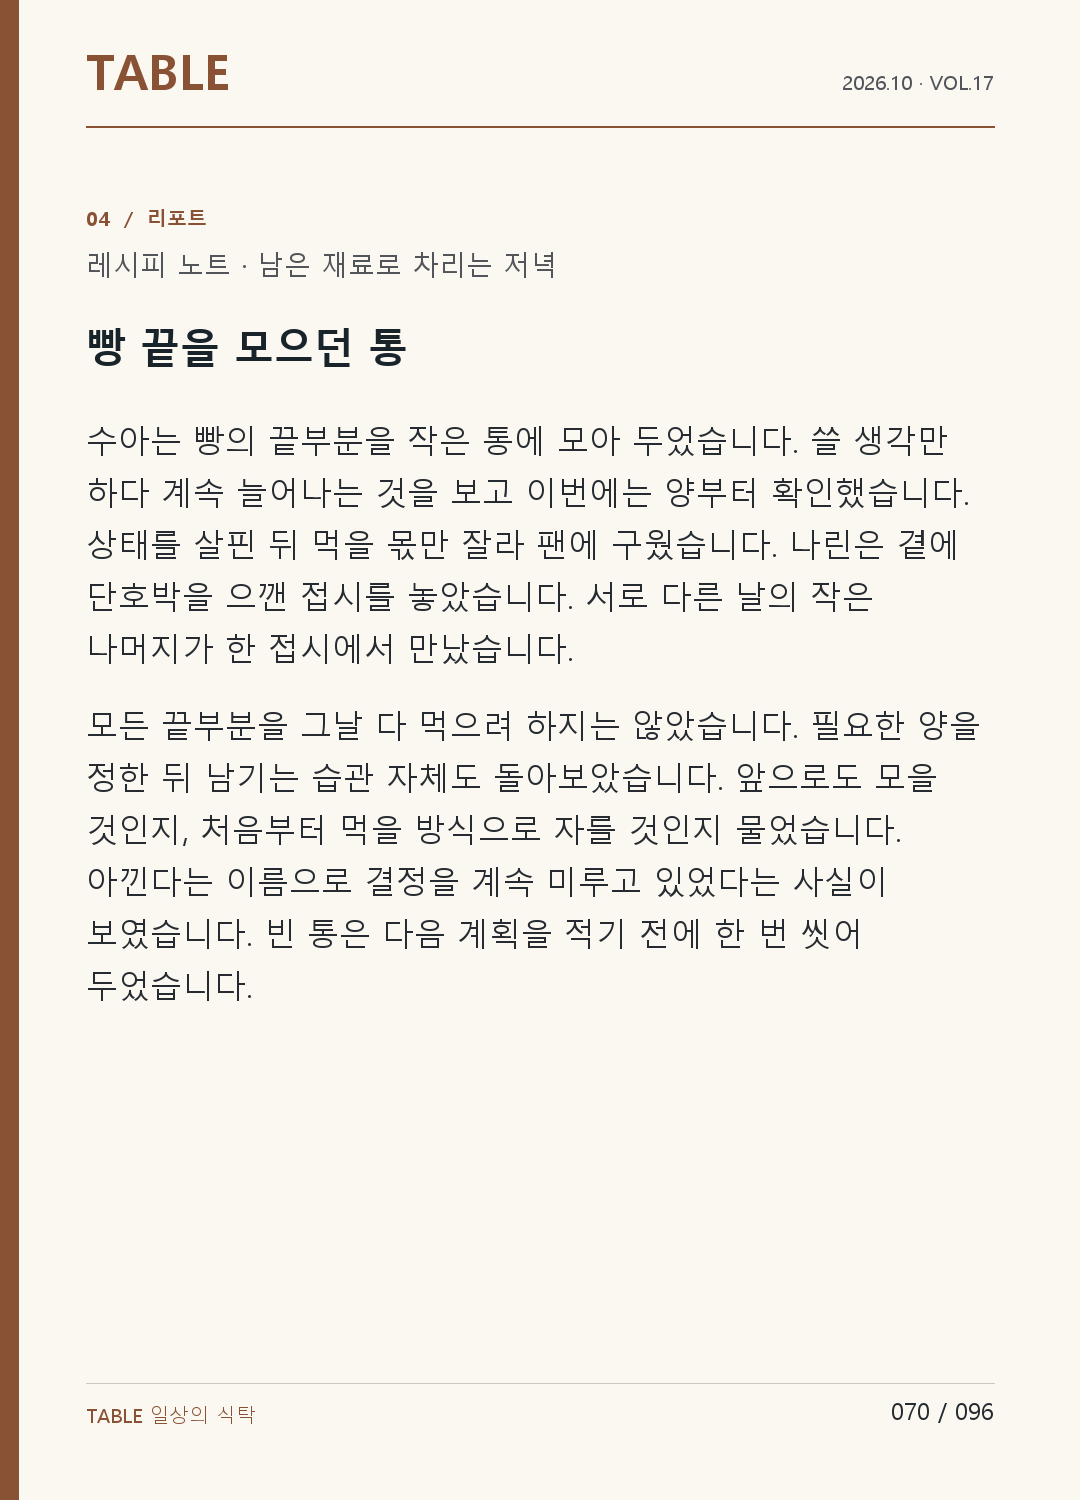 TABLE
2026.10 · VOL.17
04 / 리포트
레시피 노트 · 남은 재료로 차리는 저녁
빵 끝을 모으던 통
수아는 빵의 끝부분을 작은 통에 모아 두었습니다. 쓸 생각만
하다 계속 늘어나는 것을 보고 이번에는 양부터 확인했습니다.
상태를 살핀 뒤 먹을 몫만 잘라 팬에 구웠습니다. 나린은 곁에
단호박을 으깬 접시를 놓았습니다. 서로 다른 날의 작은
나머지가 한 접시에서 만났습니다.
모든 끝부분을 그날 다 먹으려 하지는 않았습니다. 필요한 양을
정한 뒤 남기는 습관 자체도 돌아보았습니다. 앞으로도 모을
것인지, 처음부터 먹을 방식으로 자를 것인지 물었습니다.
아낀다는 이름으로 결정을 계속 미루고 있었다는 사실이
보였습니다. 빈 통은 다음 계획을 적기 전에 한 번 씻어
두었습니다.
TABLE 일상의 식탁
070 / 096